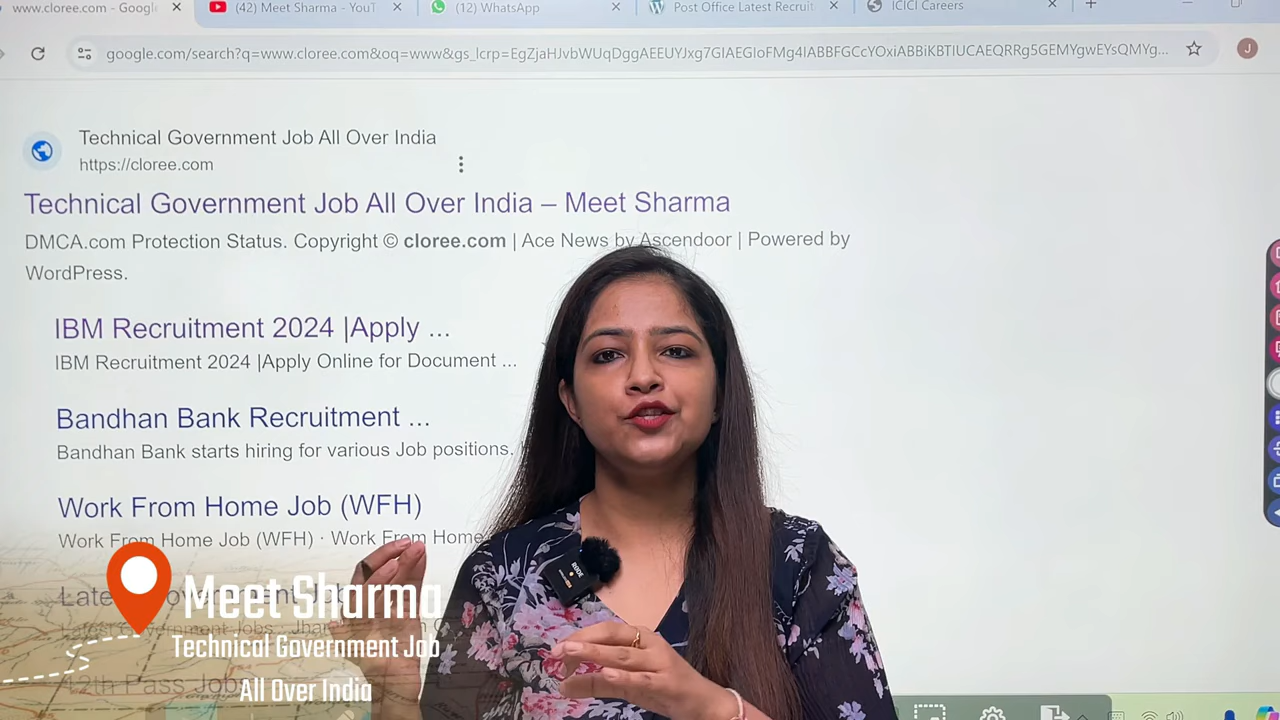 www.cloree.com - Google
(42) Meet Sharma - YouT
(12) WhatsApp
Post Office Latest Recruit
ICICI Careers
google.com/search?q=www.cloree.com&oq=www&gs_lcrp=EgZjaHJvbWUqDggAEEUYJxg7GIAEGIoFMg4IABBFGCcYOxiABBiKBTIUCAEQRRg5GEMYgwEYsQMYg...
J
Technical Government Job All Over India
https://cloree.com
Technical Government Job All Over India – Meet Sharma
DMCA.com Protection Status. Copyright © cloree.com | Ace News by Ascendoor | Powered by
WordPress.
IBM Recruitment 2024 |Apply ...
IBM Recruitment 2024 |Apply Online for Document ...
Bandhan Bank Recruitment ...
Bandhan Bank starts hiring for various Job positions.
Work From Home Job (WFH)
Work From Home Job (WFH) · Work From Home
RODE
Meet Sharma
Technical Government Job
All Over India
12th Pass Job